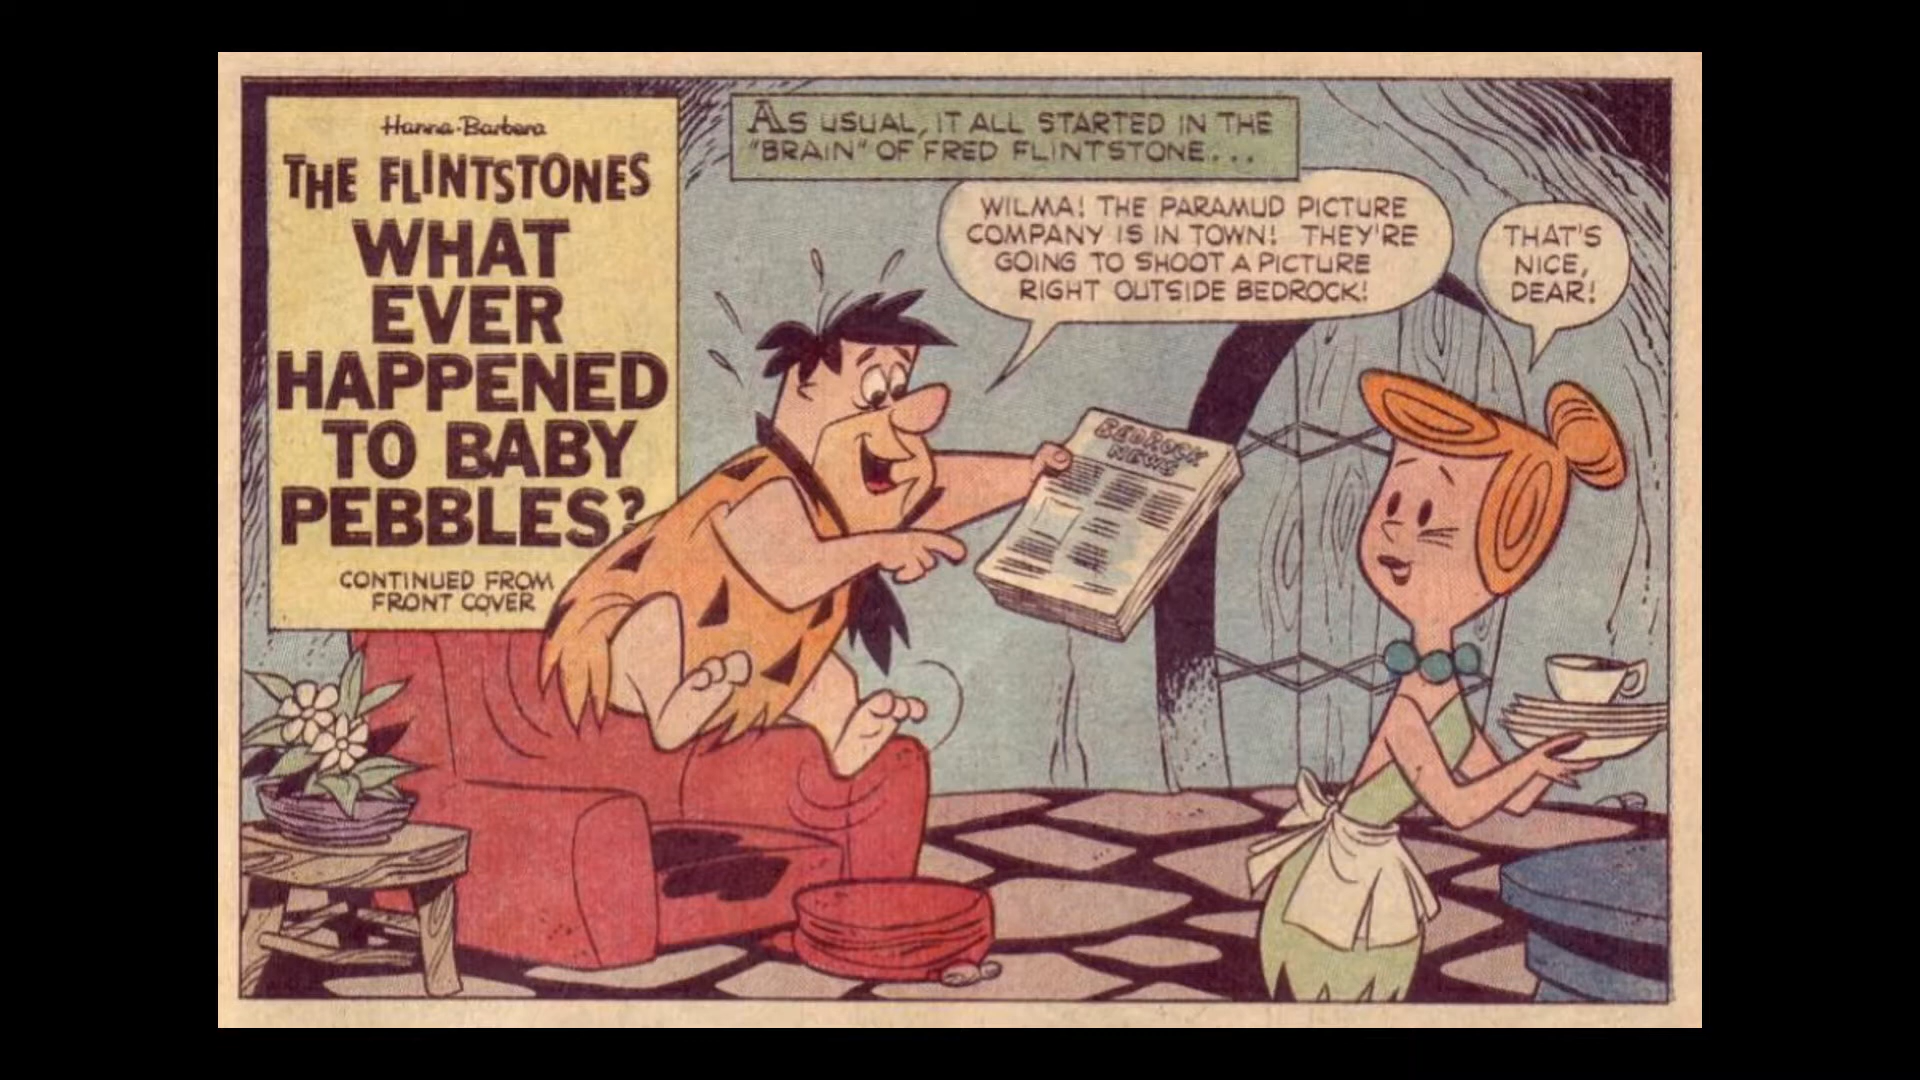 Hanna-Barbera
THE FLINTSTONES
WHAT
EVER
HAPPENED
TO BABY
PEBBLES?
CONTINUED FROM
FRONT COVER
AS USUAL, IT ALL STARTED IN THE
"BRAIN" OF FRED FLINTSTONE...
WILMA! THE PARAMUD PICTURE
COMPANY IS IN TOWN! THEY'RE
GOING TO SHOOT A PICTURE
RIGHT OUTSIDE BEDROCK!
THAT'S
NICE,
DEAR!
BEDROCK
NEWS